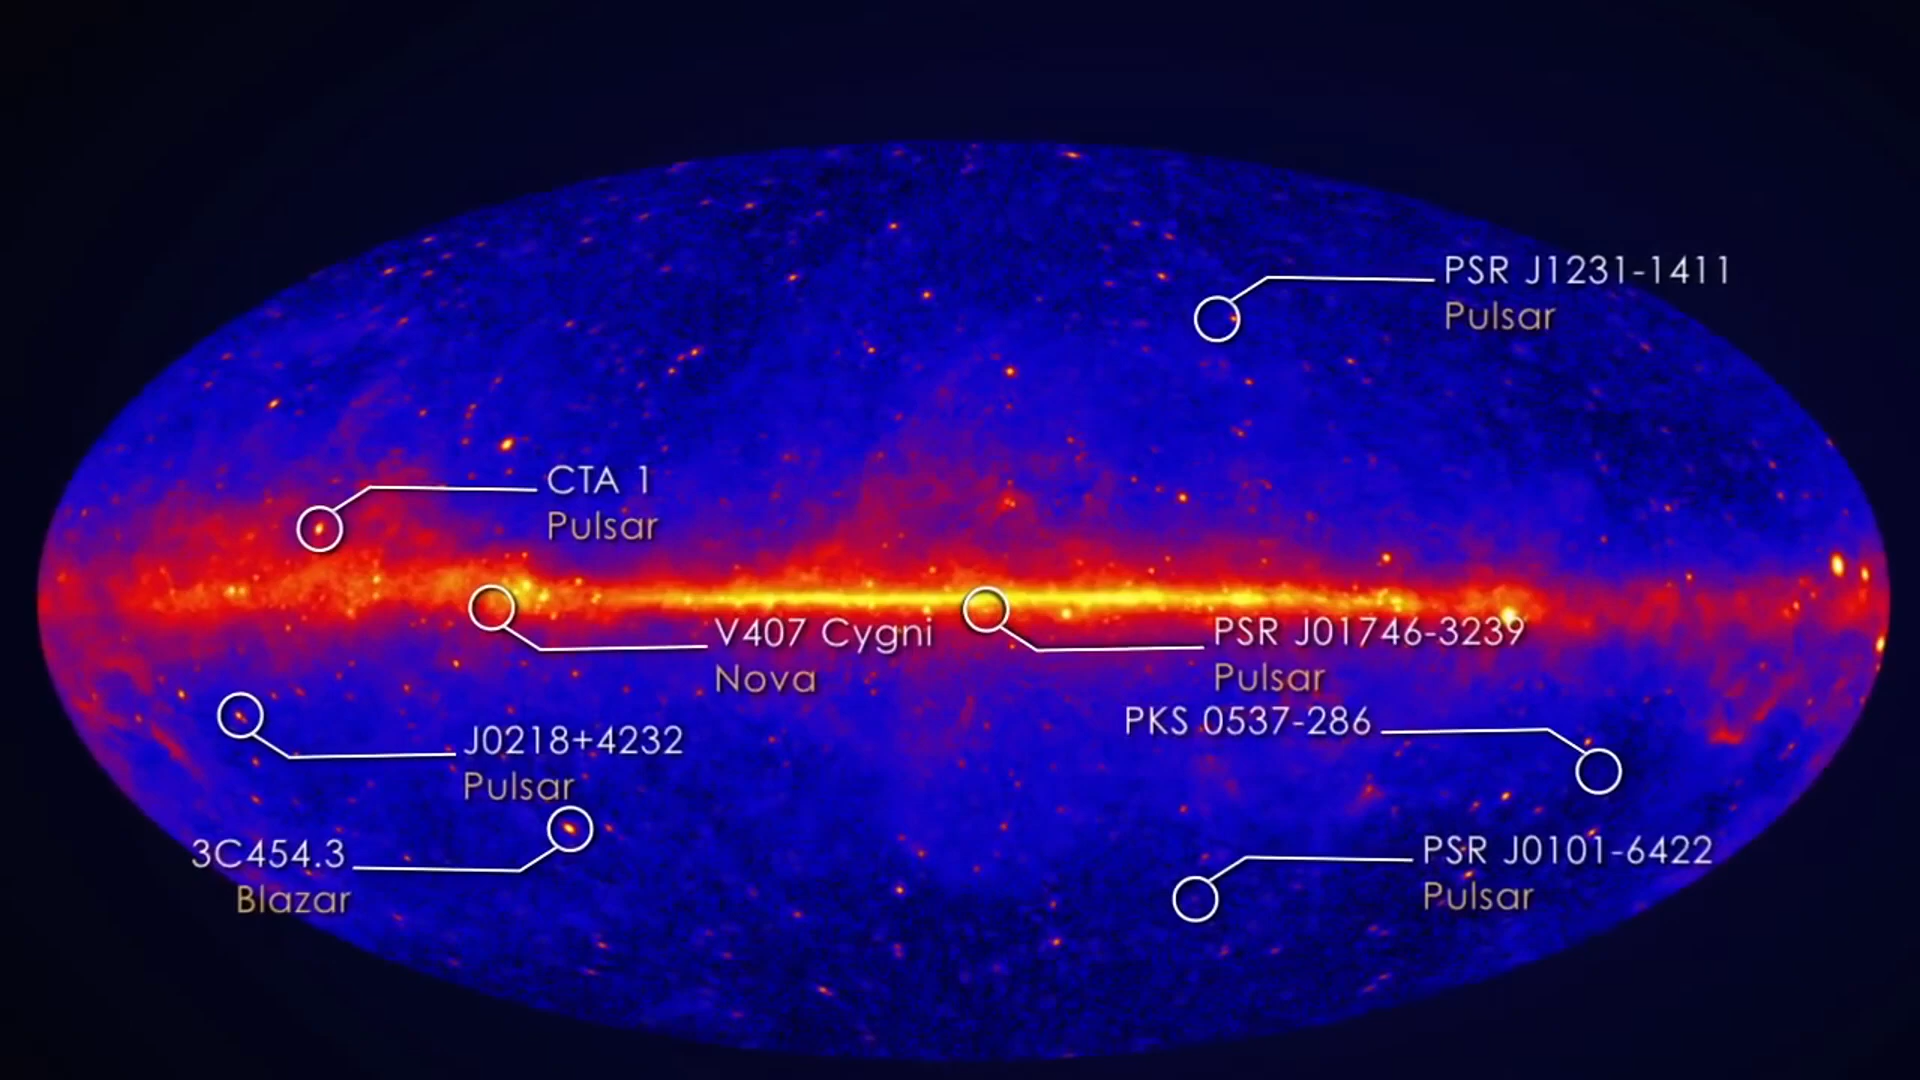 PSR J1231-1411
Pulsar
CTA 1
Pulsar
V407 Cygni
Nova
PSR J01746-3239
Pulsar
PKS 0537-286
J0218+4232
Pulsar
3C454.3
Blazar
PSR J0101-6422
Pulsar